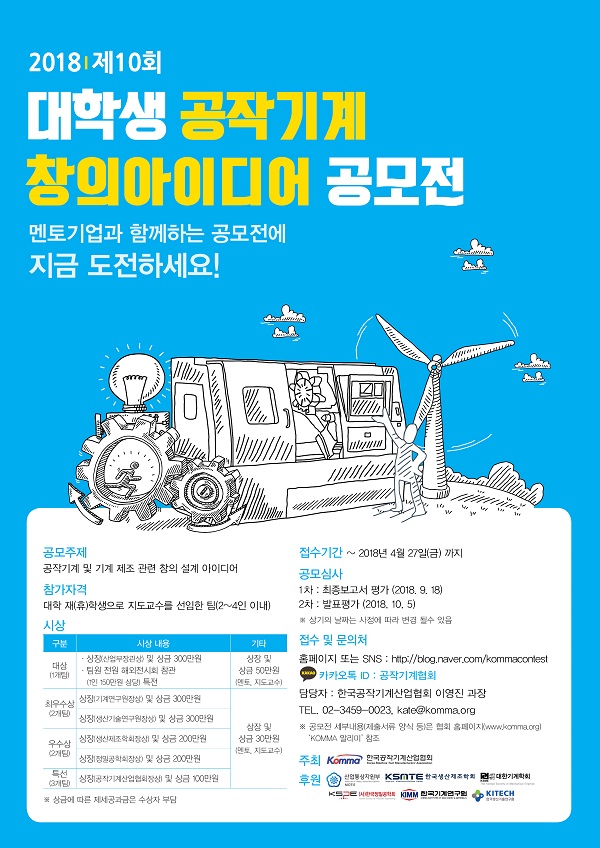 2018 제10회
대학생 공작기계
창의아이디어 공모전
멘토기업과 함께하는 공모전에
지금 도전하세요!
공모주제
공작기계 및 기계 제조 관련 창의 설계 아이디어
참가자격
대학 재(휴)학생으로 지도교수를 선임한 팀(2~4인 이내)
시상
구분 시상 내용 기타
대상
(1개팀)
· 상장(산업부장관상) 및 상금 300만원
· 팀원 전원 해외전시회 참관
(1인 150만원 상당) 특전
상장 및
상금 50만원
(멘토, 지도교수)
최우수상
(2개팀)
상장(기계연구원장상) 및 상금 300만원
상장(생산기술연구원장상) 및 상금 300만원
우수상
(2개팀)
상장(생산제조학회장상) 및 상금 200만원
상장(정밀공학회장상) 및 상금 200만원
특선
(3개팀)
상장(공작기계산업협회장상) 및 상금 100만원
상장 및
상금 30만원
(멘토, 지도교수)
※ 상금에 따른 제세공과금은 수상자 부담
접수기간 ~ 2018년 4월 27일(금) 까지
공모심사
1차 : 최종보고서 평가 (2018. 9. 18)
2차 : 발표평가 (2018. 10. 5)
※ 상기의 날짜는 사정에 따라 변경 될수 있음
접수 및 문의처
홈페이지 또는 SNS : http://blog.naver.com/kommacontest
카카오톡 ID : 공작기계협회
담당자 : 한국공작기계산업협회 이영진 과장
TEL. 02-3459-0023, kate@komma.org
※ 공모전 세부내용(제출서류 양식 등)은 협회 홈페이지(www.komma.org)
'KOMMA 알리미' 참조
주최 Komma 한국공작기계산업협회
후원 산업통상자원부 KSMTE 한국생산제조학회 대한기계학회
KSPE (사)한국정밀공학회 KIMM 한국기계연구원 KITECH 한국생산기술연구원